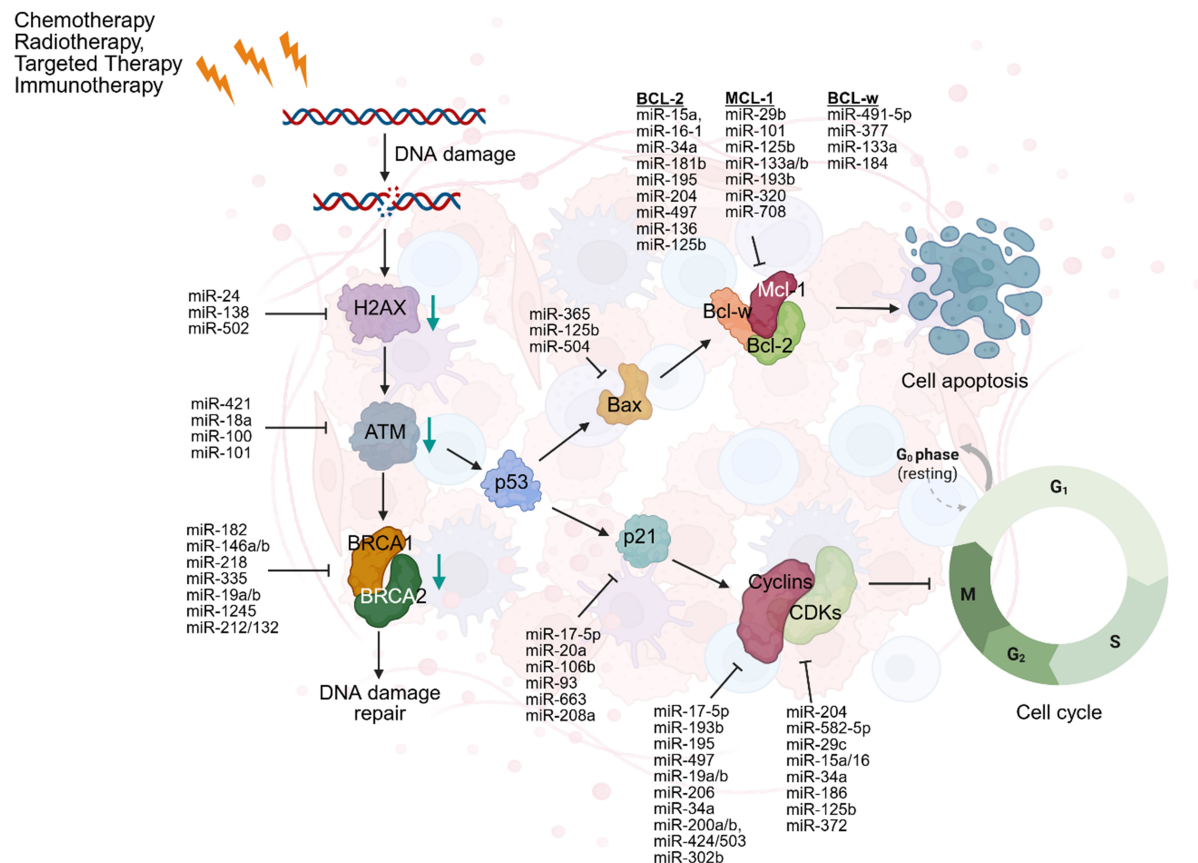 Chemotherapy
Radiotherapy,
Targeted Therapy
Immunotherapy
DNA damage
BCL-2
miR-15a,
miR-16-1
miR-34a
miR-181b
miR-195
miR-204
miR-497
miR-136
miR-125b
MCL-1
miR-29b
miR-101
miR-125b
miR-133a/b
miR-193b
miR-320
miR-708
BCL-w
miR-491-5p
miR-377
miR-133a
miR-184
miR-24
miR-138
miR-502
H2AX
miR-365
miR-125b
miR-504
Mcl-1
Bcl-w
Bcl-2
Cell apoptosis
miR-421
miR-18a
miR-100
miR-101
ATM
Bax
p53
G₀ phase
(resting)
G₁
S
G₂
M
Cell cycle
miR-182
miR-146a/b
miR-218
miR-335
miR-19a/b
miR-1245
miR-212/132
BRCA1
BRCA2
DNA damage
repair
p21
miR-17-5p
miR-20a
miR-106b
miR-93
miR-663
miR-208a
Cyclins
CDKs
miR-17-5p
miR-193b
miR-195
miR-497
miR-19a/b
miR-206
miR-34a
miR-200a/b,
miR-424/503
miR-302b
miR-204
miR-582-5p
miR-29c
miR-15a/16
miR-34a
miR-186
miR-125b
miR-372